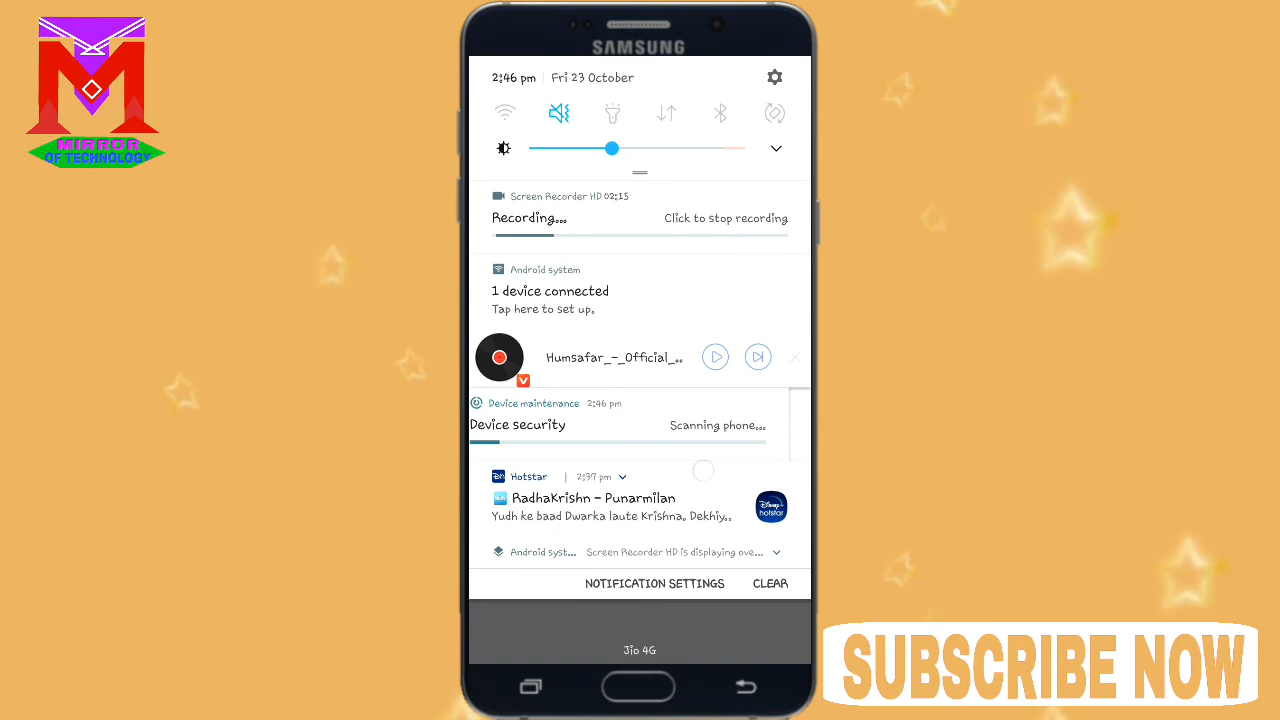 M
MIRROR
OF TECHNOLOGY
SAMSUNG
2:46 pm | Fri 23 October
Screen Recorder HD 02:15
Recording...
Click to stop recording
Android system
1 device connected
Tap here to set up.
Humsafar_-_Official_..
Device maintenance 2:46 pm
Device security
Scanning phone...
Hotstar | 2:37 pm
RadhaKrishn - Punarmilan
Yudh ke baad Dwarka laute Krishna. Dekhiy..
Disney+
hotstar
Android syst... Screen Recorder HD is displaying ove...
NOTIFICATION SETTINGS CLEAR
Jio 4G
SUBSCRIBE NOW